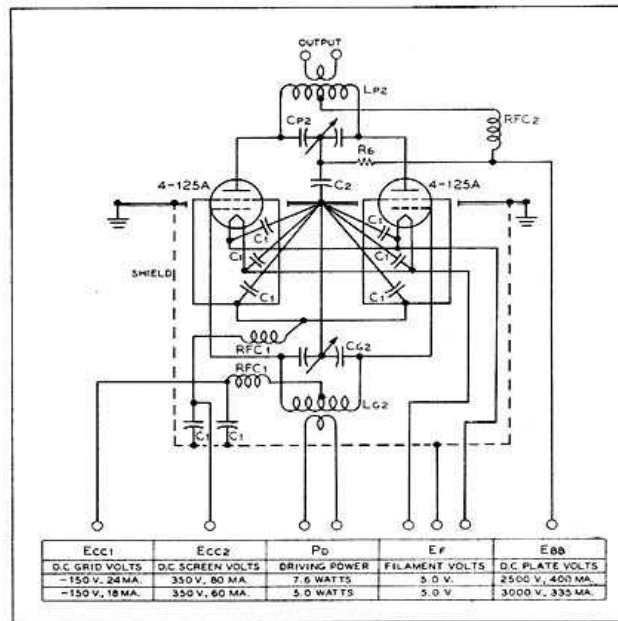 OUTPUT
LP2
CP2
RFC2
R6
4-125A
C2
4-125A
C1
C1
C1
C1
SHIELD
C1
C1
RFC1
CG2
RFC1
LG2
C1
C1
ECC1 ECC2 PD EF EBB
D.C GRID VOLTS D.C SCREEN VOLTS DRIVING POWER FILAMENT VOLTS D.C PLATE VOLTS
-150 V. 24 MA. 350 V, 80 MA. 7.6 WATTS 5.0 V. 2500 V, 400 MA.
-150 V, 18 MA. 350 V, 60 MA. 5.0 WATTS 5.0 V 3000 V, 335 MA.